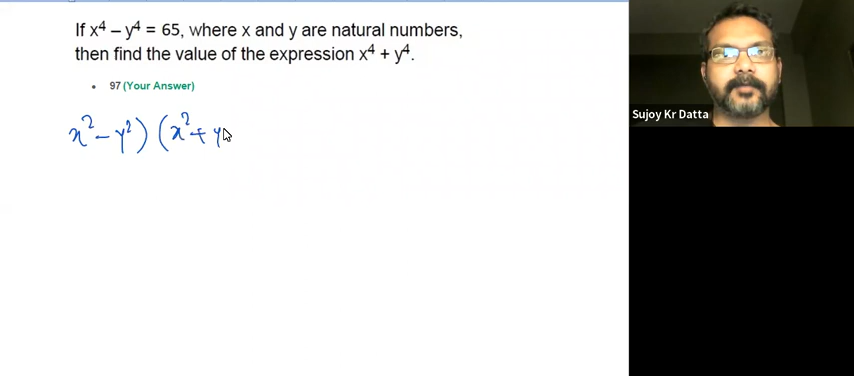 If x⁴ – y⁴ = 65, where x and y are natural numbers,
then find the value of the expression x⁴ + y⁴.
• 97 (Your Answer)
x² – y²) (x² + y
Sujoy Kr Datta